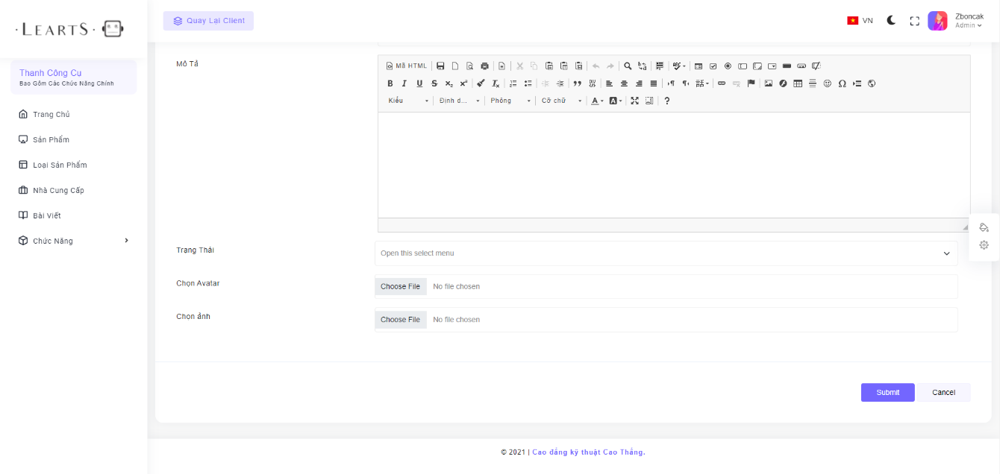 · LEARTS ·
Quay Lại Client
VN
Zboncak
Admin
Thanh Công Cu
Bao Gồm Các Chức Năng Chính
Trang Chủ
Sản Phẩm
Loại Sản Phẩm
Nhà Cung Cấp
Bài Viết
Chức Năng
Mô Tả
Mã HTML
Kiểu
Định d...
Phông
Cỡ chữ
Trạng Thái
Open this select menu
Chọn Avatar
Choose File No file chosen
Chọn ảnh
Choose File No file chosen
Submit
Cancel
© 2021 | Cao đẳng kỹ thuật Cao Thắng.